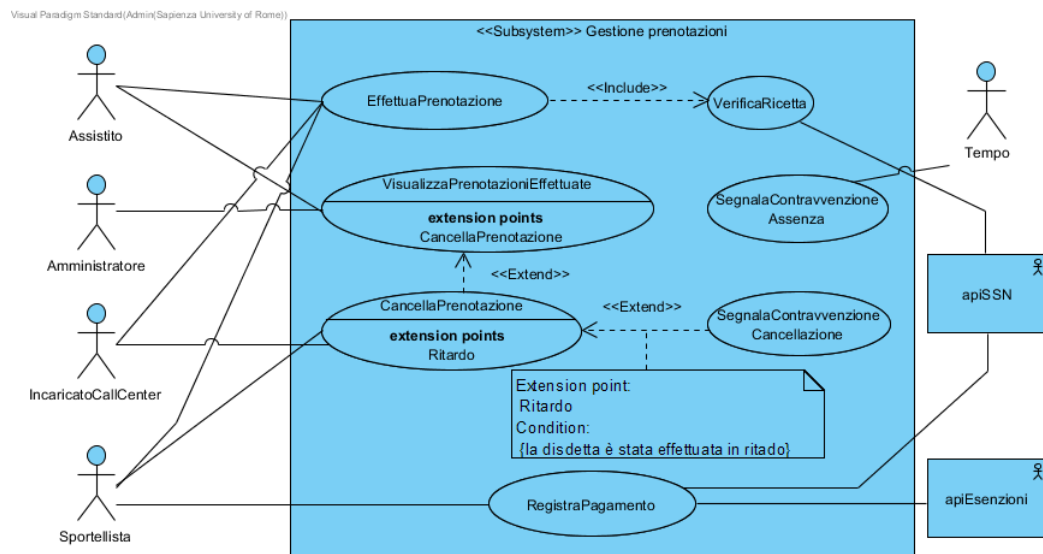 Visual Paradigm Standard(Admin(Sapienza University of Rome))
<<Subsystem>> Gestione prenotazioni
Assistito
EffettuaPrenotazione
<<Include>>
VerificaRicetta
Tempo
Amministratore
VisualizzaPrenotazioniEffettuate
extension points
CancellaPrenotazione
SegnalaContravvenzione
Assenza
<<Extend>>
apiSSN
IncaricatoCallCenter
CancellaPrenotazione
extension points
Ritardo
<<Extend>>
SegnalaContravvenzione
Cancellazione
Extension point:
Ritardo
Condition:
{la disdetta è stata effettuata in ritado}
Sportellista
RegistraPagamento
apiEsenzioni